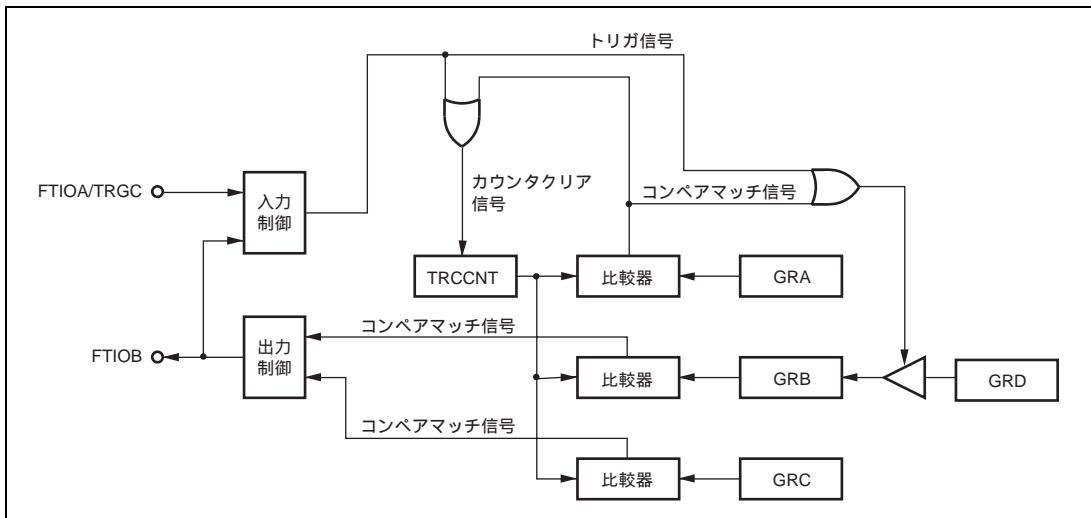 トリガ信号
FTIOA/TRGC
入力
制御
カウンタクリア
信号
コンペアマッチ信号
TRCCNT
比較器
GRA
コンペアマッチ信号
FTIOB
出力
制御
比較器
GRB
GRD
コンペアマッチ信号
比較器
GRC